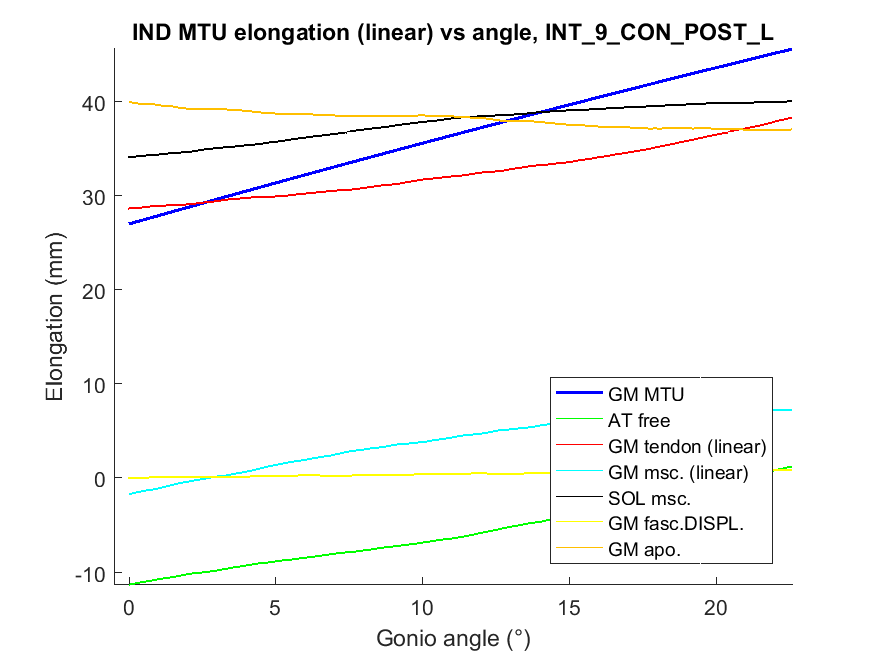 IND MTU elongation (linear) vs angle, INT_9_CON_POST_L
Elongation (mm)
40
30
20
10
0
-10
GM MTU
AT free
GM tendon (linear)
GM msc. (linear)
SOL msc.
GM fasc.DISPL.
GM apo.
0 5 10 15 20
Gonio angle (°)